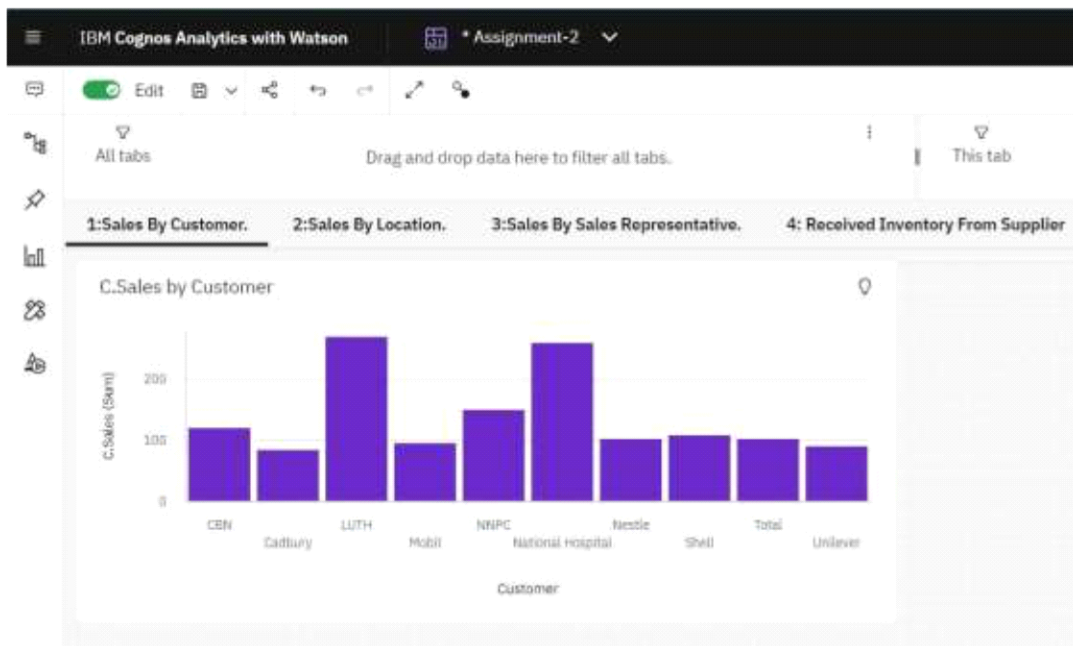 IBM Cognos Analytics with Watson
* Assignment-2
Edit
All tabs
Drag and drop data here to filter all tabs.
This tab
1:Sales By Customer.
2:Sales By Location.
3:Sales By Sales Representative.
4: Received Inventory From Supplier
C.Sales by Customer
C.Sales (Sum)
200
100
0
CBN
Cadbury
LUTH
Mobil
NNPC
National Hospital
Nestle
Shell
Total
Unilever
Customer